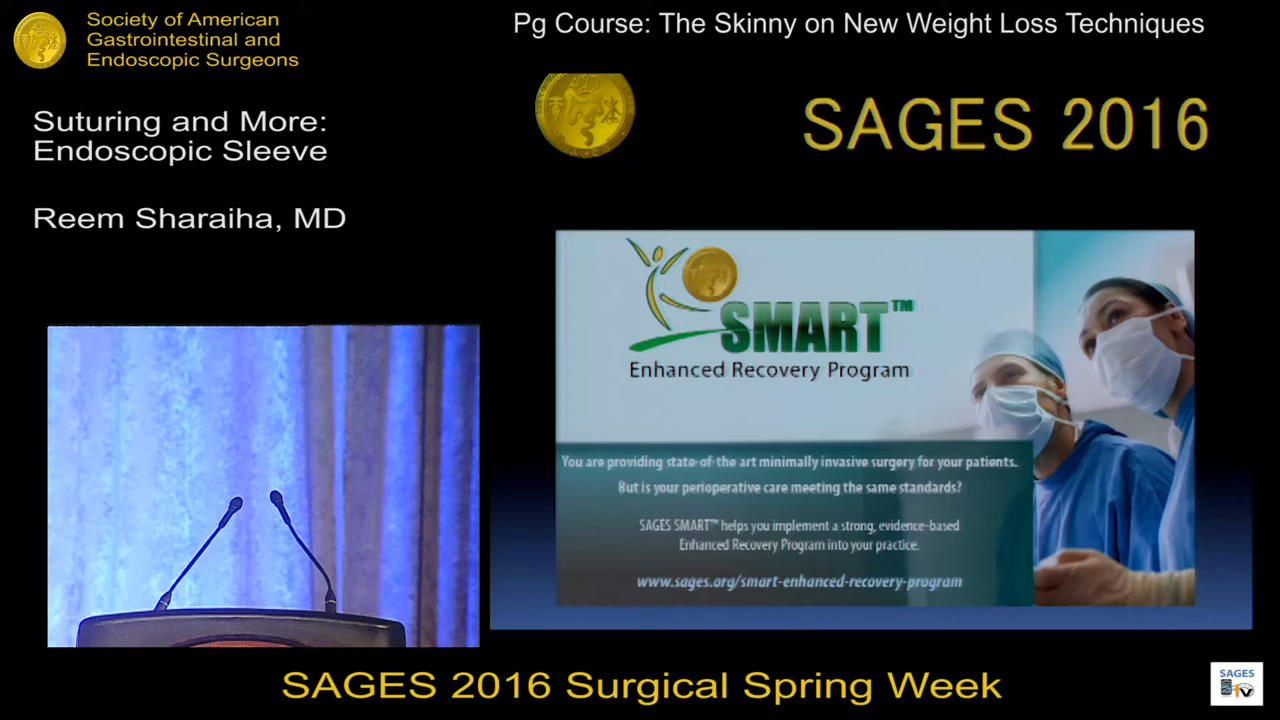 Society of American
Gastrointestinal and
Endoscopic Surgeons
Pg Course: The Skinny on New Weight Loss Techniques
Suturing and More:
Endoscopic Sleeve
Reem Sharaiha, MD
SAGES 2016
SMART™
Enhanced Recovery Program
You are providing state of the art minimally invasive surgery for your patients.
But is your perioperative care meeting the same standards?
SAGES SMART™ helps you implement a strong, evidence-based
Enhanced Recovery Program into your practice.
www.sages.org/smart-enhanced-recovery-program
SAGES 2016 Surgical Spring Week
SAGES
TV